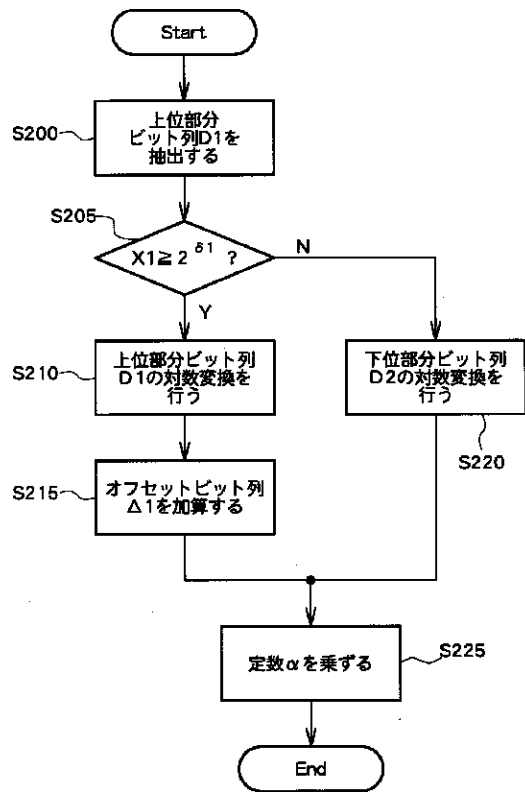 Start
S200
上位部分
ビット列D1を
抽出する
S205
X1≧2^δ1 ?
N
Y
S210
上位部分ビット列
D1の対数変換を
行う
下位部分ビット列
D2の対数変換を
行う
S220
S215
オフセットビット列
Δ1を加算する
定数αを乗ずる
S225
End